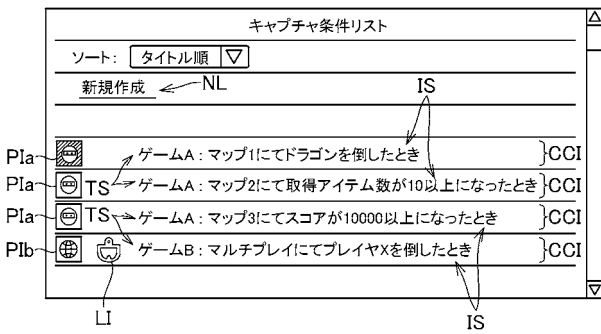 キャプチャ条件リスト
ソート: タイトル順
新規作成 NL IS
PIa ゲームA : マップ1にてドラゴンを倒したとき CCI
PIa TS ゲームA : マップ2にて取得アイテム数が10以上になったとき CCI
PIa TS ゲームA : マップ3にてスコアが10000以上になったとき CCI
PIb ゲームB : マルチプレイにてプレイヤXを倒したとき CCI
LI IS